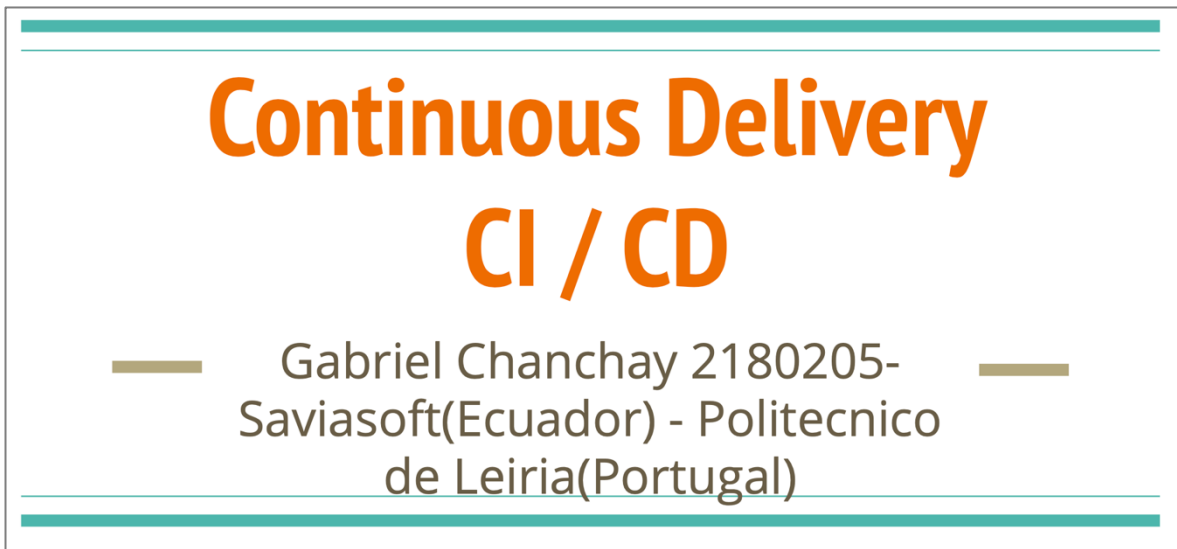 Continuous Delivery
CI / CD
Gabriel Chanchay 2180205-
Saviasoft(Ecuador) - Politecnico
de Leiria(Portugal)